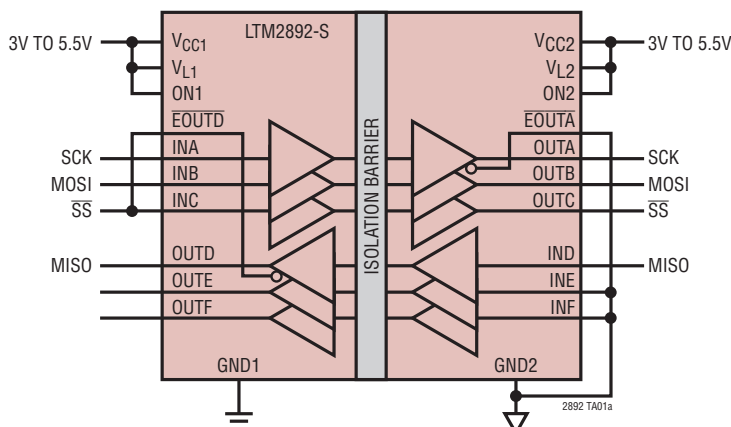 LTM2892-S
3V TO 5.5V
VCC1
VL1
ON1
EOUTD
SCK
INA
MOSI
INB
SS
INC
MISO
OUTD
OUTE
OUTF
GND1
ISOLATION BARRIER
VCC2
3V TO 5.5V
VL2
ON2
EOUTA
OUTA
SCK
OUTB
MOSI
OUTC
SS
IND
MISO
INE
INF
GND2
2892 TA01a